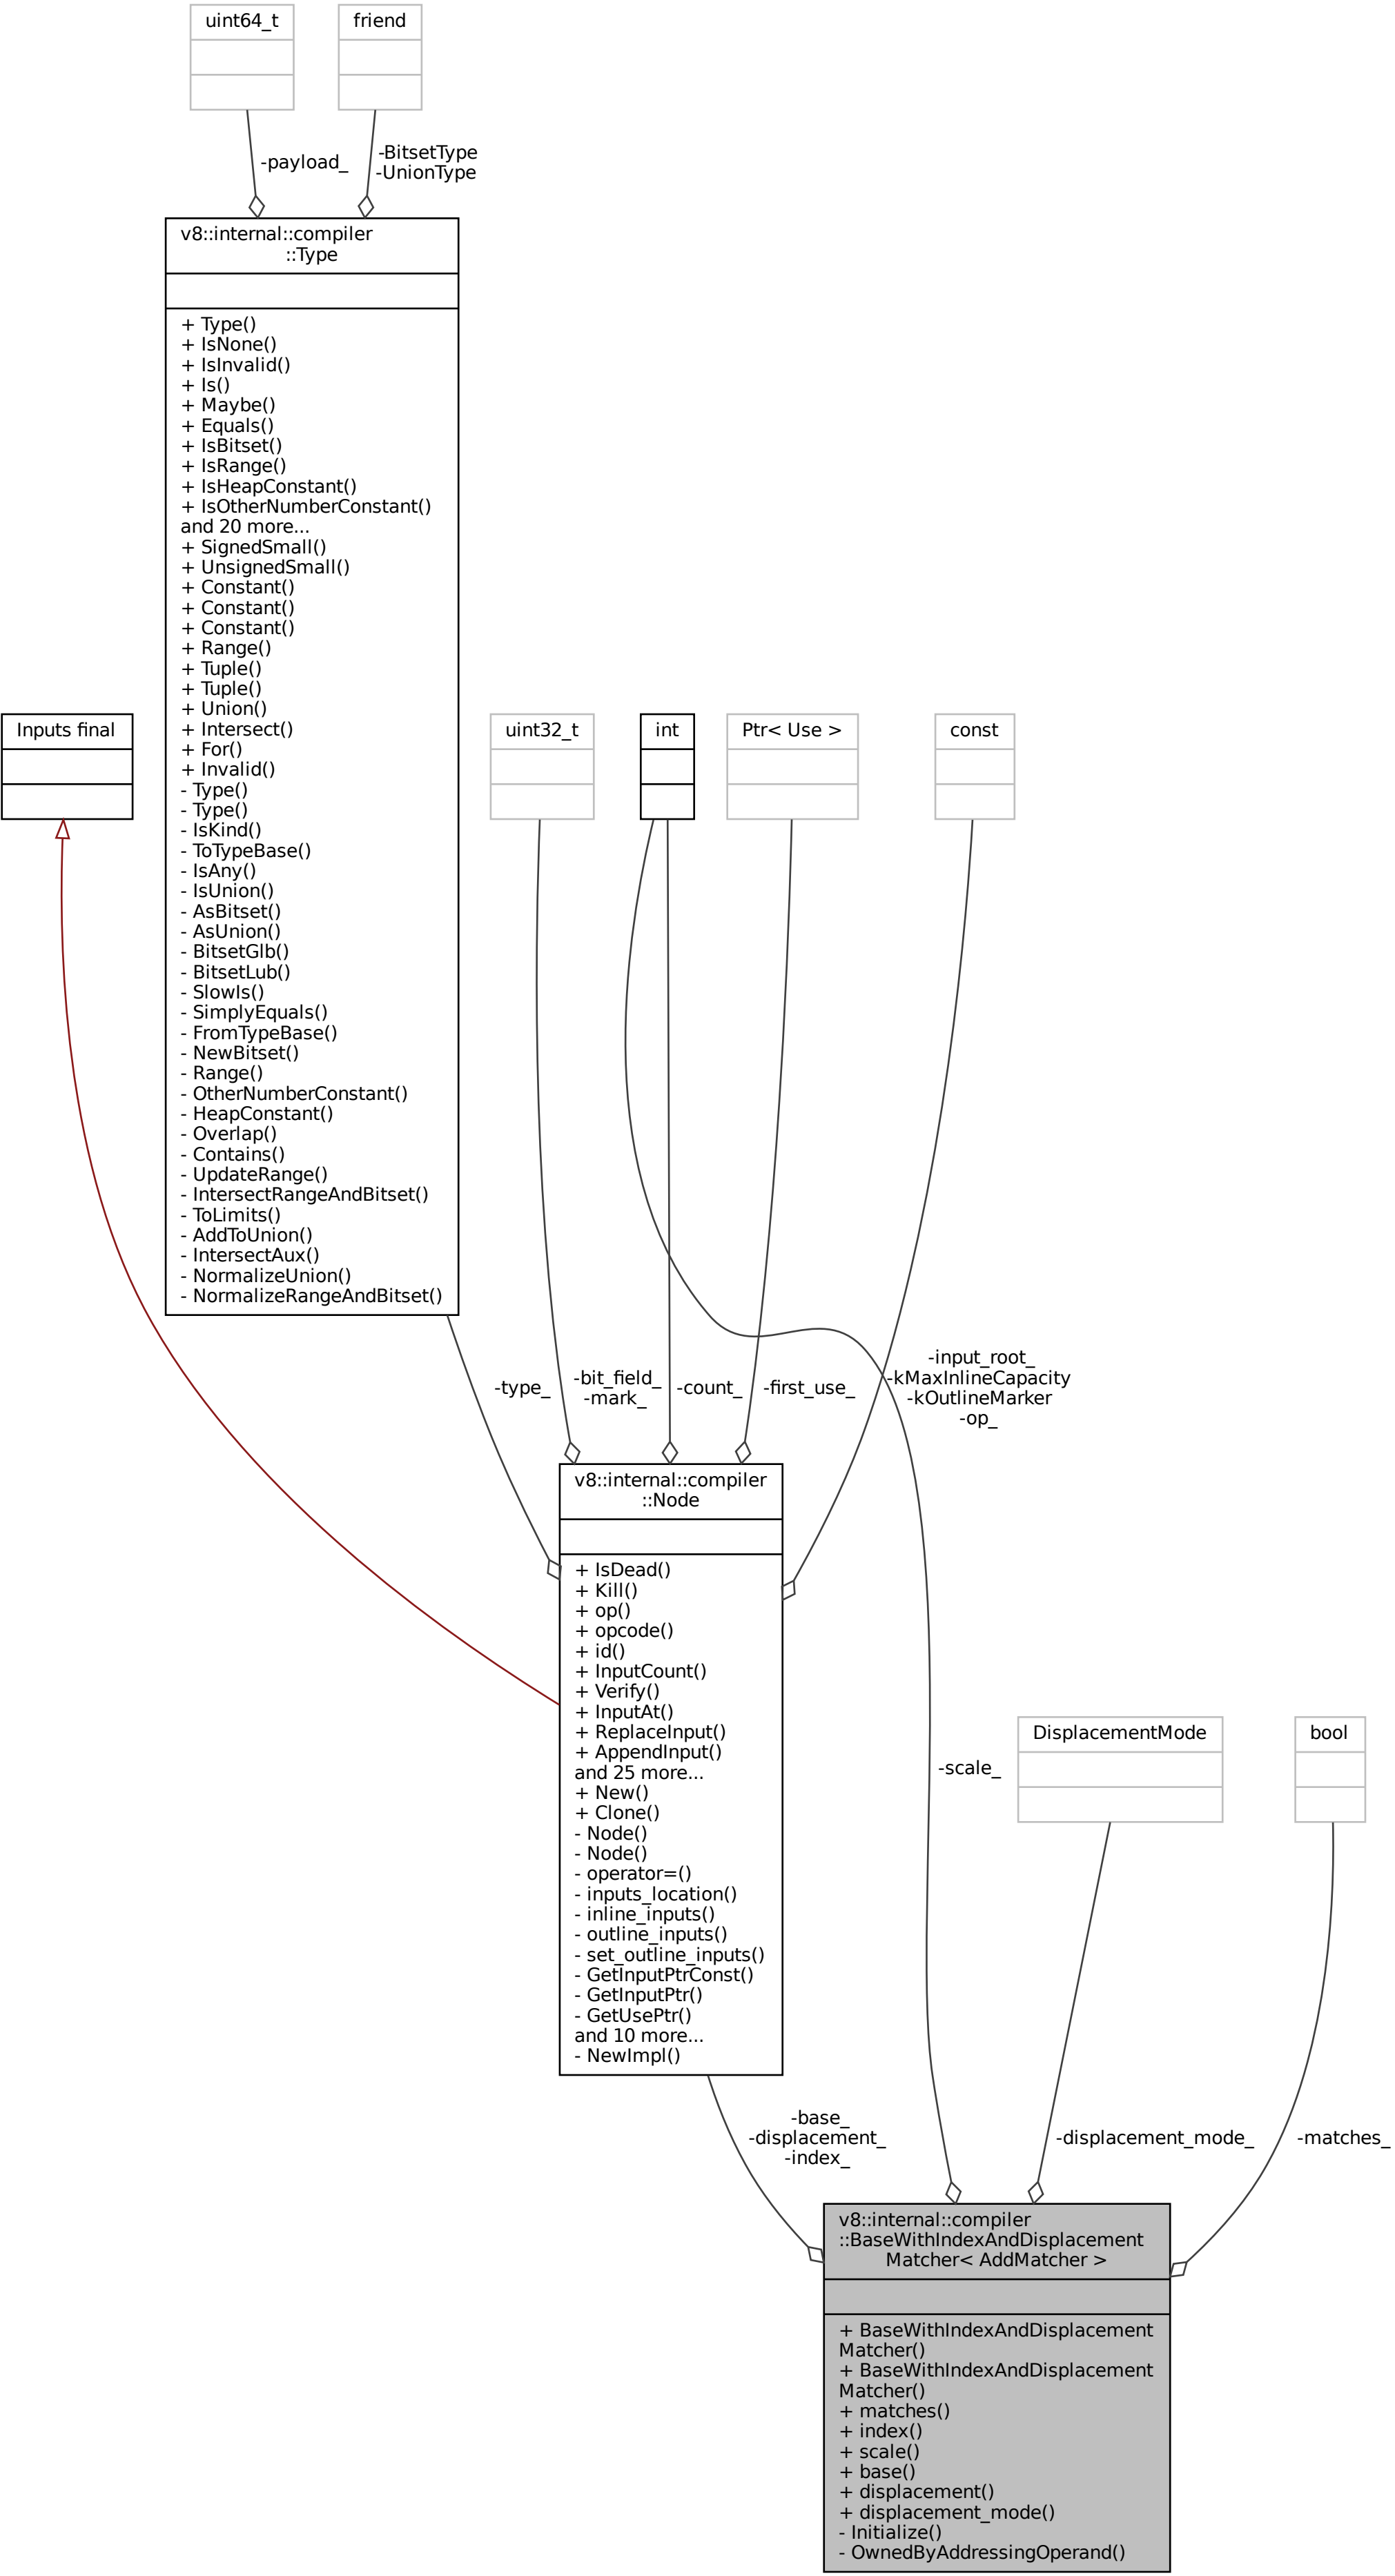 uint64_t
friend
-payload_
-BitsetType
-UnionType
v8::internal::compiler
::Type
+ Type()
+ IsNone()
+ IsInvalid()
+ Is()
+ Maybe()
+ Equals()
+ IsBitset()
+ IsRange()
+ IsHeapConstant()
+ IsOtherNumberConstant()
and 20 more...
+ SignedSmall()
+ UnsignedSmall()
+ Constant()
+ Constant()
+ Constant()
+ Range()
+ Tuple()
+ Tuple()
+ Union()
+ Intersect()
+ For()
+ Invalid()
- Type()
- Type()
- IsKind()
- ToTypeBase()
- IsAny()
- IsUnion()
- AsBitset()
- AsUnion()
- BitsetGlb()
- BitsetLub()
- SlowIs()
- SimplyEquals()
- FromTypeBase()
- NewBitset()
- Range()
- OtherNumberConstant()
- HeapConstant()
- Overlap()
- Contains()
- UpdateRange()
- IntersectRangeAndBitset()
- ToLimits()
- AddToUnion()
- IntersectAux()
- NormalizeUnion()
- NormalizeRangeAndBitset()
Inputs final
uint32_t
int
Ptr< Use >
const
-type_
-bit_field_
-mark_
-count_
-first_use_
-input_root_
-kMaxInlineCapacity
-kOutlineMarker
-op_
v8::internal::compiler
::Node
+ IsDead()
+ Kill()
+ op()
+ opcode()
+ id()
+ InputCount()
+ Verify()
+ InputAt()
+ ReplaceInput()
+ AppendInput()
and 25 more...
+ New()
+ Clone()
- Node()
- Node()
- operator=()
- inputs_location()
- inline_inputs()
- outline_inputs()
- set_outline_inputs()
- GetInputPtrConst()
- GetInputPtr()
- GetUsePtr()
and 10 more...
- NewImpl()
-scale_
DisplacementMode
bool
-base_
-displacement_
-index_
-displacement_mode_
-matches_
v8::internal::compiler
::BaseWithIndexAndDisplacement
Matcher< AddMatcher >
+ BaseWithIndexAndDisplacement
Matcher()
+ BaseWithIndexAndDisplacement
Matcher()
+ matches()
+ index()
+ scale()
+ base()
+ displacement()
+ displacement_mode()
- Initialize()
- OwnedByAddressingOperand()